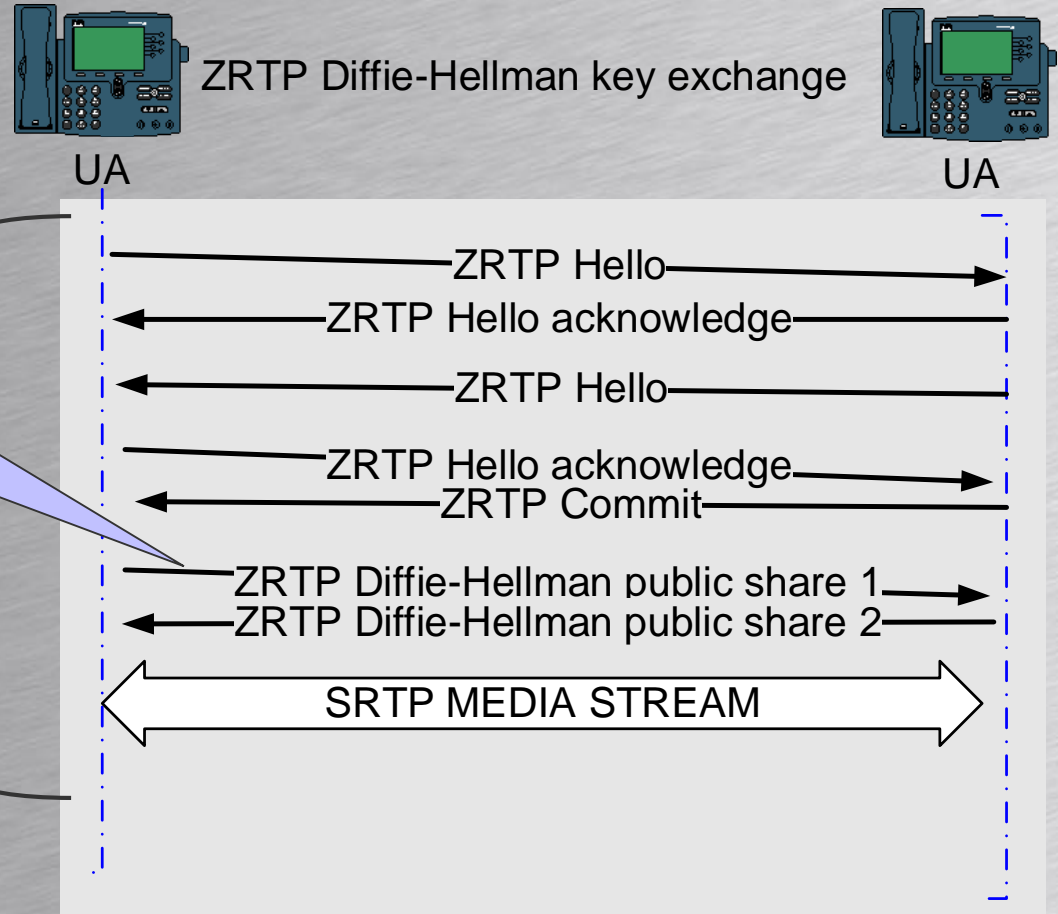 ZRTP Diffie-Hellman key exchange
UA
UA
ZRTP Hello
ZRTP Hello acknowledge
ZRTP Hello
ZRTP Hello acknowledge
ZRTP Commit
ZRTP Diffie-Hellman public share 1
ZRTP Diffie-Hellman public share 2
SRTP MEDIA STREAM